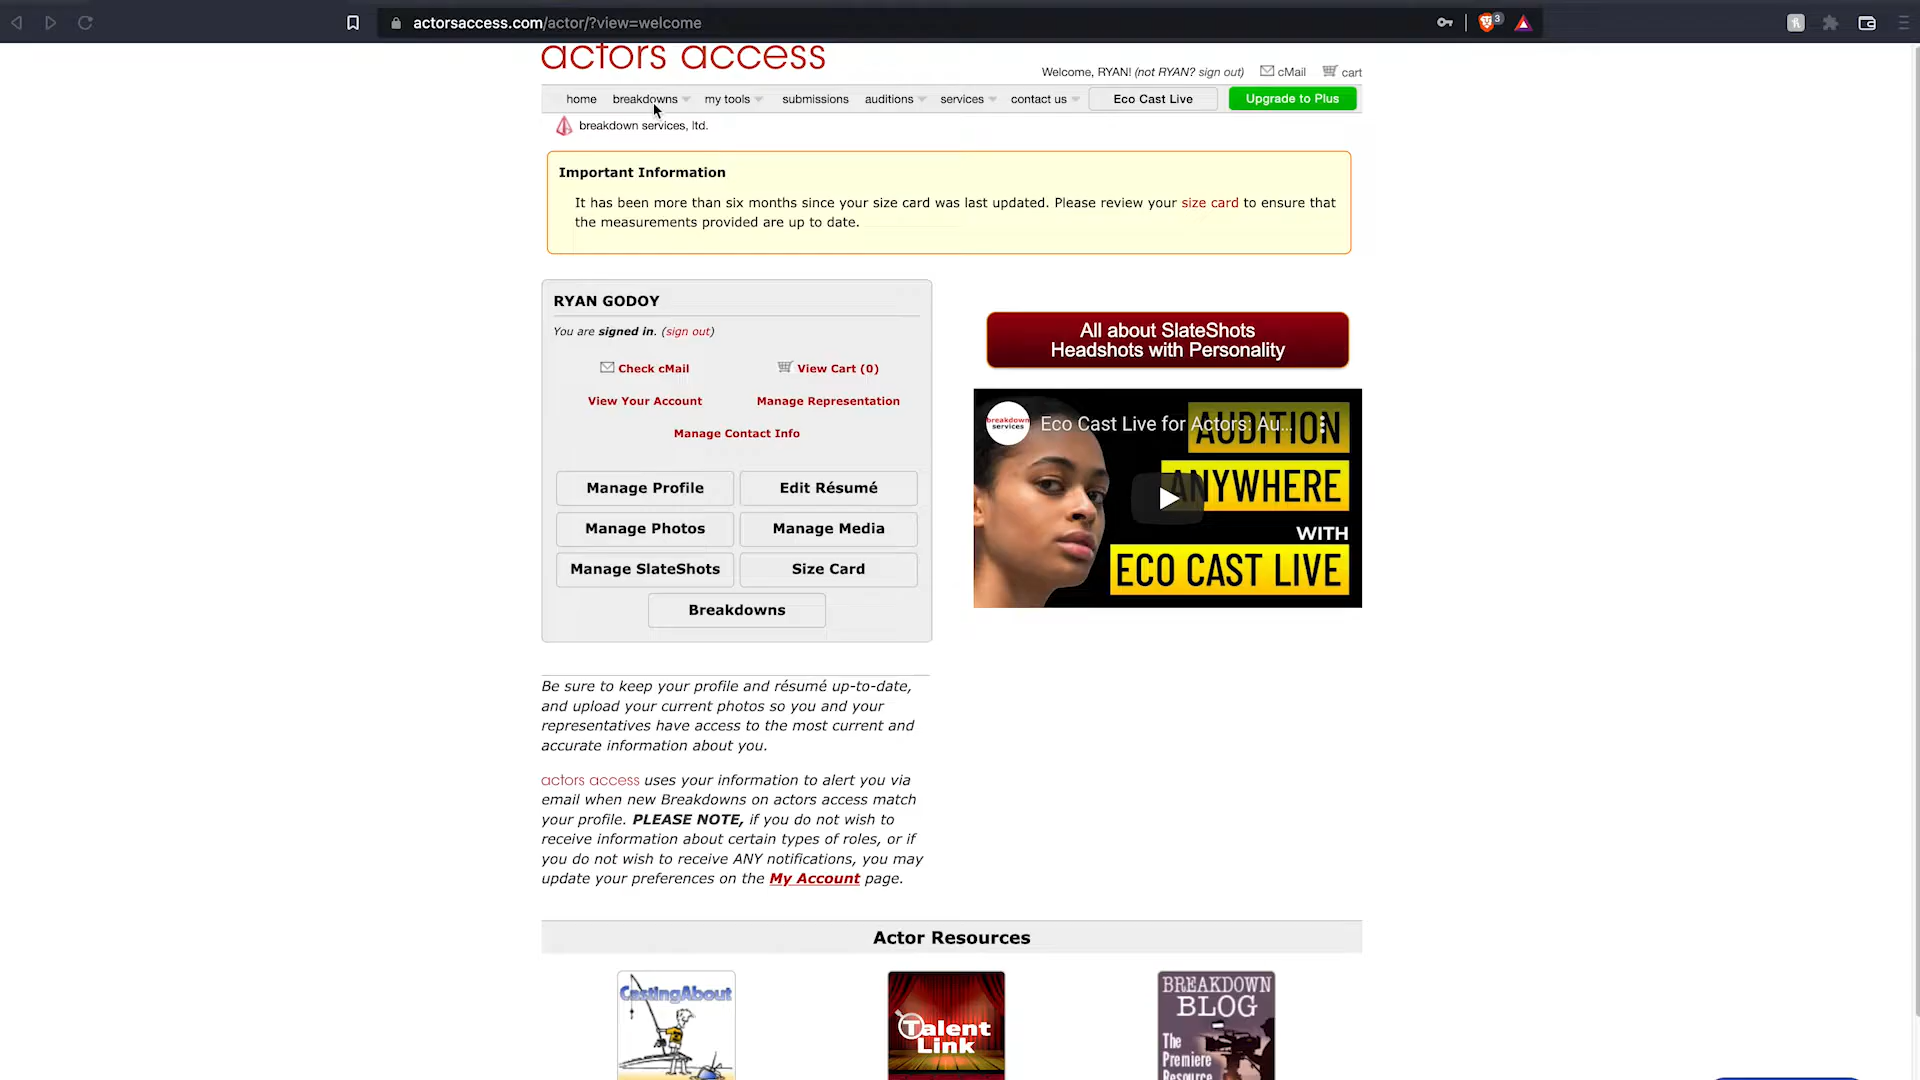 actorsaccess.com/actor/?view=welcome
3
actors access
Welcome, RYAN! (not RYAN? sign out) cMail cart
home breakdowns my tools submissions auditions services contact us Eco Cast Live Upgrade to Plus
breakdown services, ltd.
Important Information
It has been more than six months since your size card was last updated. Please review your size card to ensure that
the measurements provided are up to date.
RYAN GODOY
You are signed in. (sign out)
Check cMail View Cart (0)
View Your Account Manage Representation
Manage Contact Info
Manage Profile Edit Résumé
Manage Photos Manage Media
Manage SlateShots Size Card
Breakdowns
All about SlateShots
Headshots with Personality
breakdown
services
Eco Cast Live for Actors: Au...
AUDITION
ANYWHERE
WITH
ECO CAST LIVE
Be sure to keep your profile and résumé up-to-date,
and upload your current photos so you and your
representatives have access to the most current and
accurate information about you.
actors access uses your information to alert you via
email when new Breakdowns on actors access match
your profile. PLEASE NOTE, if you do not wish to
receive information about certain types of roles, or if
you do not wish to receive ANY notifications, you may
update your preferences on the My Account page.
Actor Resources
CastingAbout
Talent
Link
BREAKDOWN
BLOG
The
Premiere
Resource